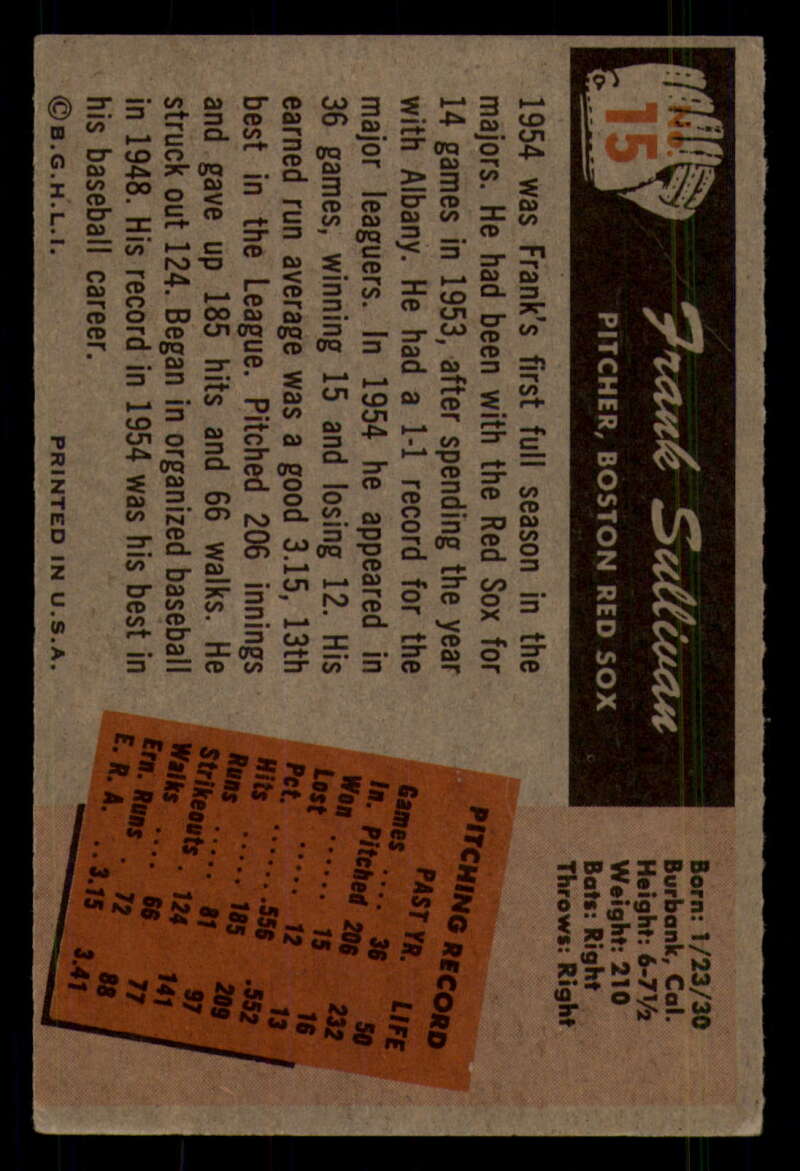 No.
15
Frank Sullivan
PITCHER, BOSTON RED SOX
Born: 1/23/30
Burbank, Cal.
Height: 6-7½
Weight: 210
Bats: Right
Throws: Right
1954 was Frank's first full season in the
majors. He had been with the Red Sox for
14 games in 1953, after spending the year
with Albany. He had a 1-1 record for the
major leaguers. In 1954 he appeared in
36 games, winning 15 and losing 12. His
earned run average was a good 3.15, 13th
best in the League. Pitched 206 innings
and gave up 185 hits and 66 walks. He
struck out 124. Began in organized baseball
in 1948. His record in 1954 was his best in
his baseball career.
PITCHING RECORD
PAST YR. LIFE
Games .... 36 50
In. Pitched 206 232
Won ...... 15 16
Lost ..... 12 13
Pct. ..... .556 .552
Hits ..... 185 209
Runs .... 81 97
Strikeouts . 124 141
Walks .... 66 77
Ern. Runs . 72 88
E. R. A. .. 3.15 3.41
© B.G.H.L.I. PRINTED IN U.S.A.